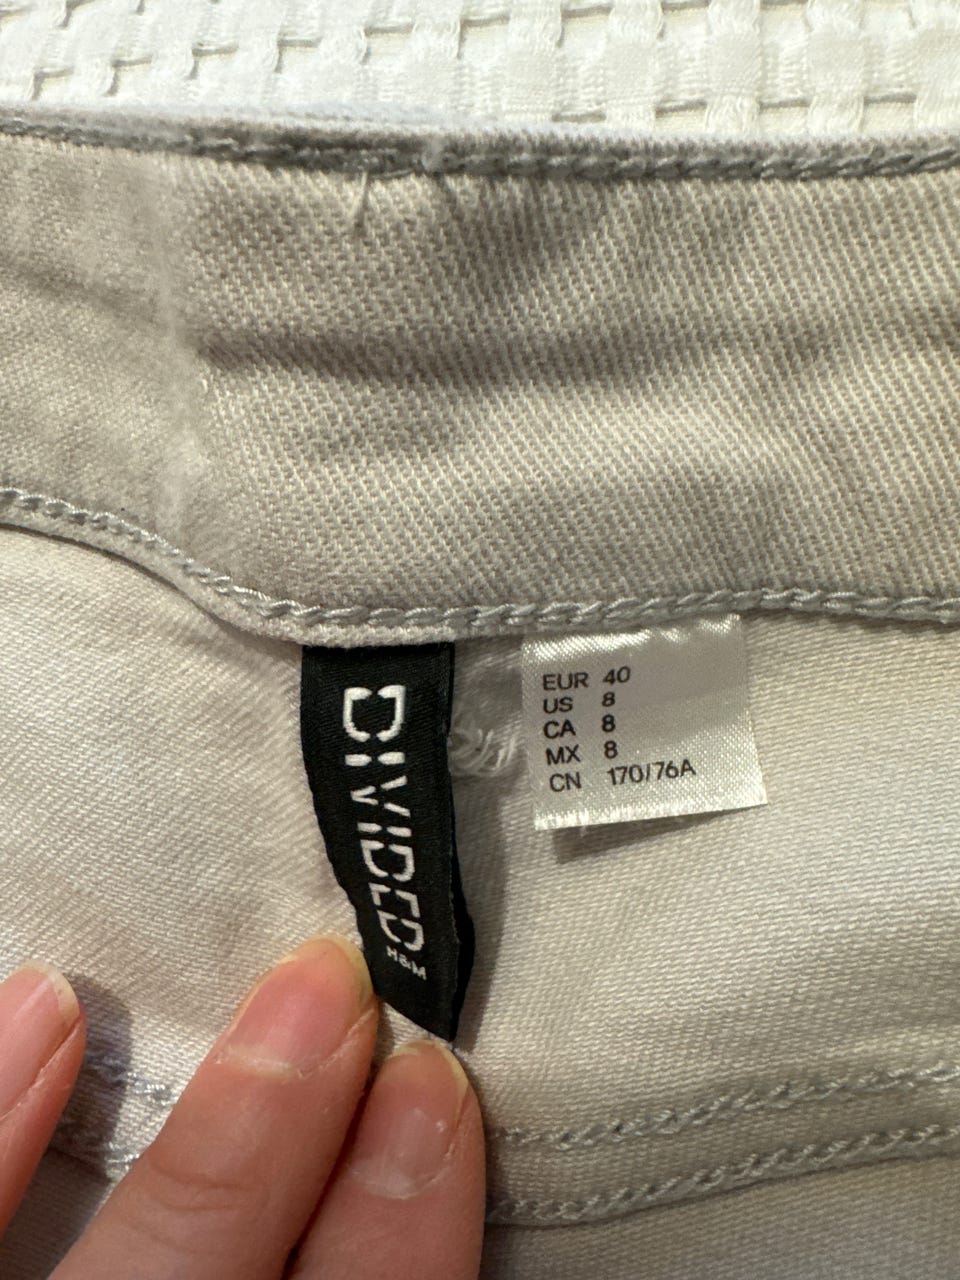 DIVIDED
H&M
EUR 40
US 8
CA 8
MX 8
CN 170/76A